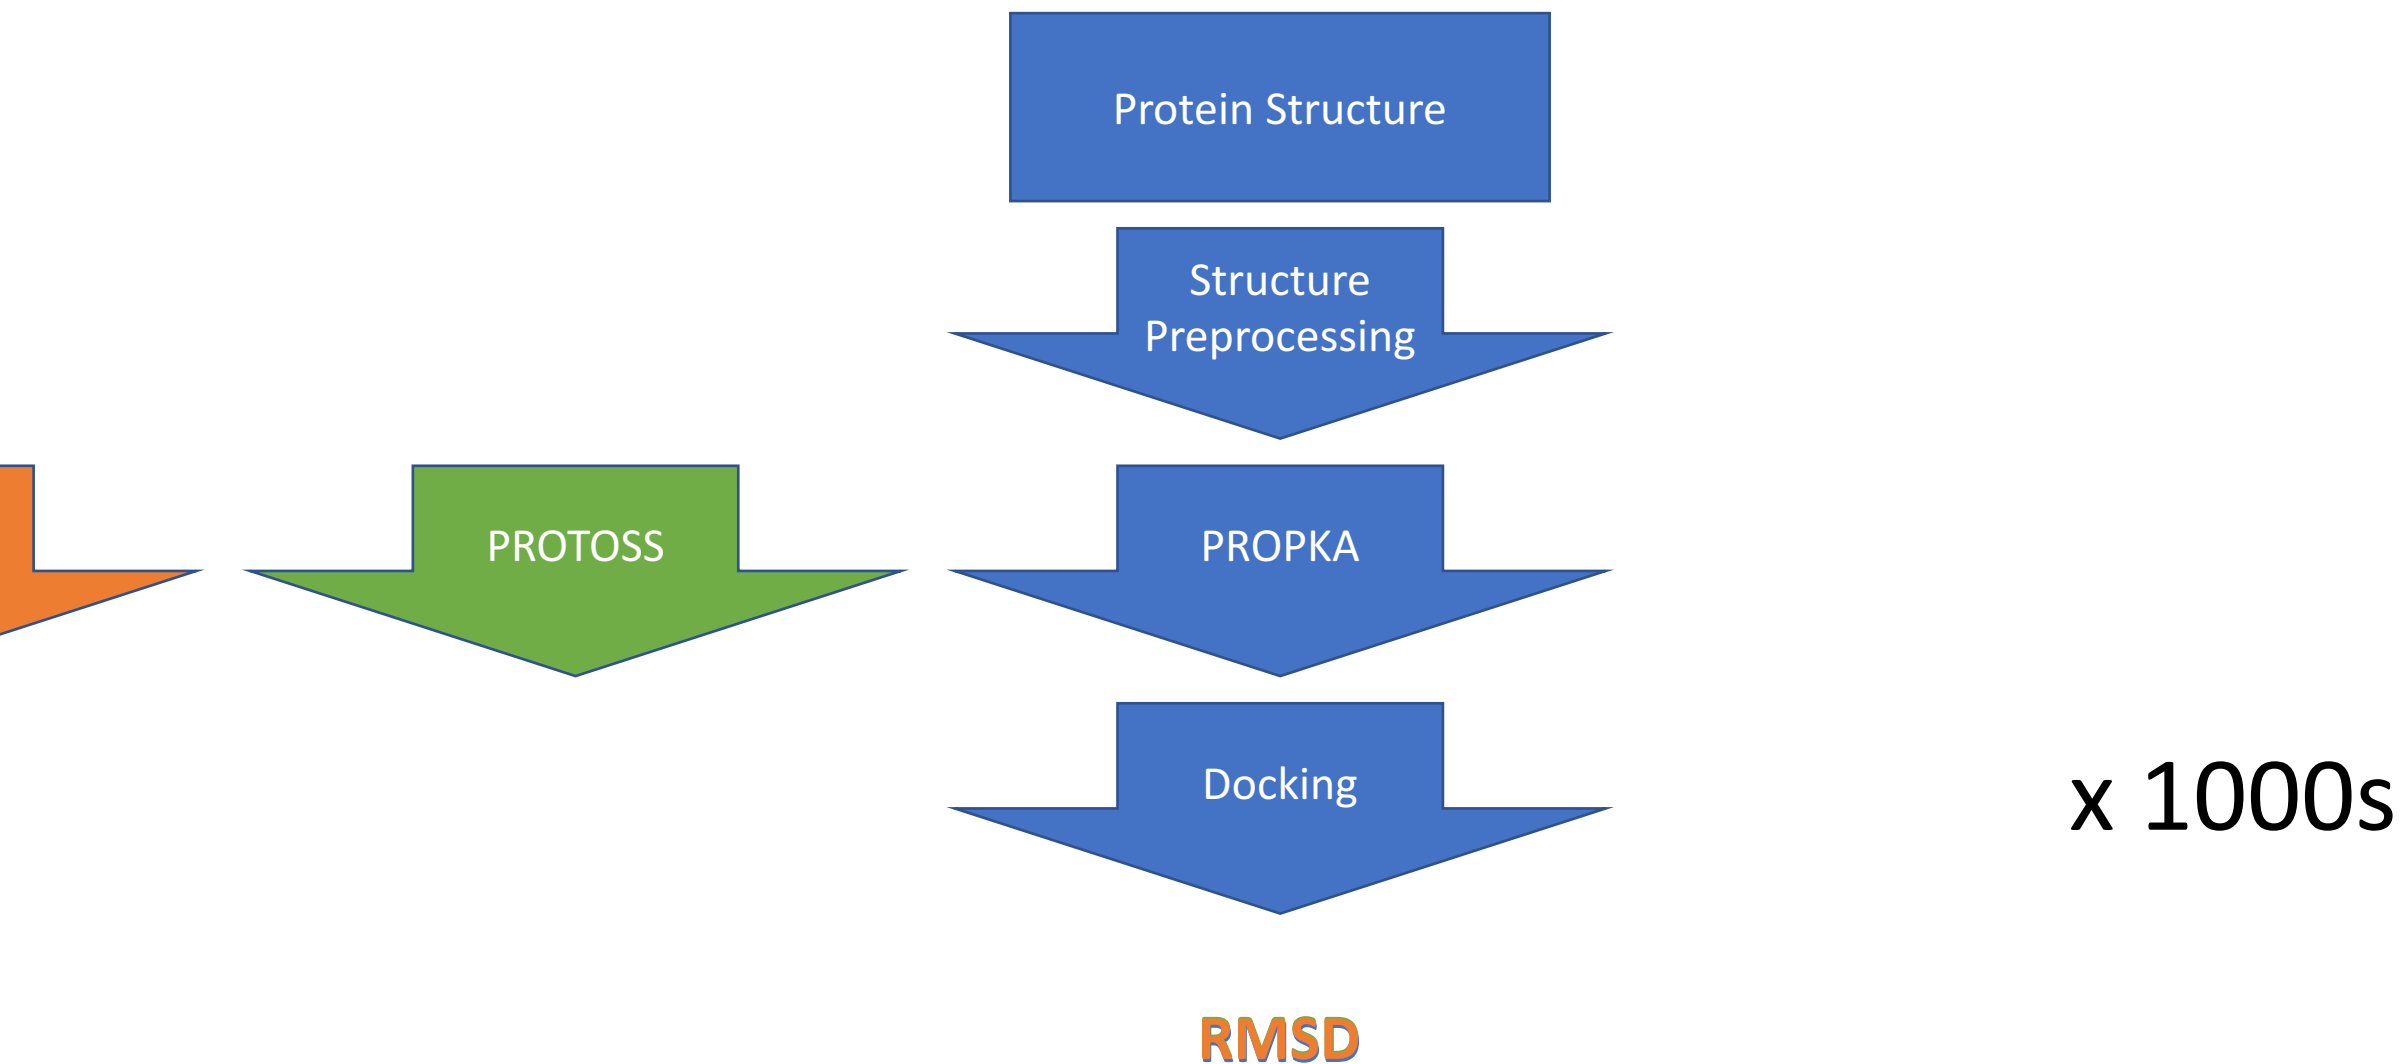 Protein Structure
Structure
Preprocessing
PROTOSS
PROPKA
Docking
x 1000s
RMSD